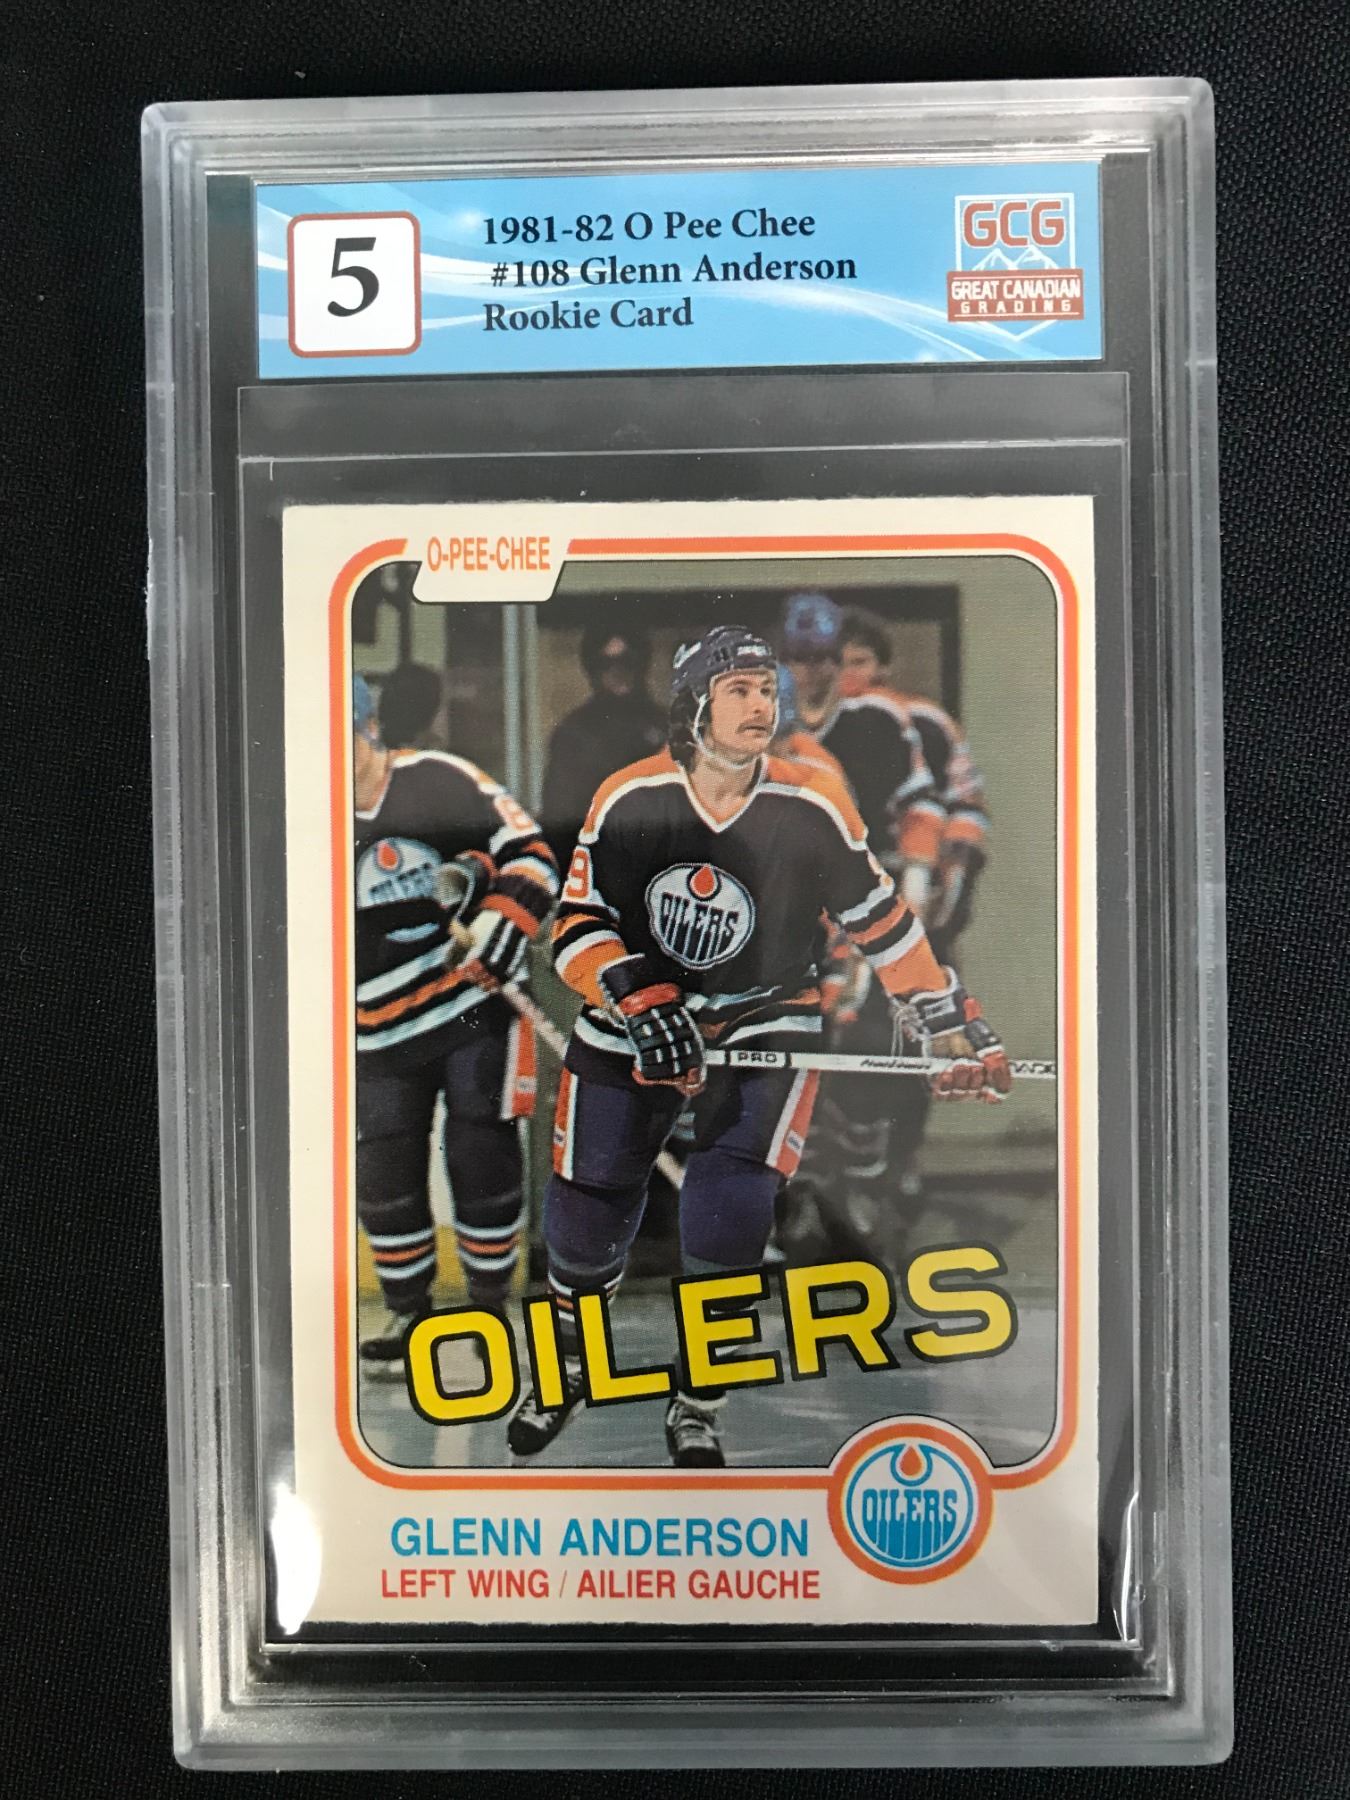 5
1981-82 O Pee Chee
#108 Glenn Anderson
Rookie Card
GCG
GREAT CANADIAN
GRADING
O-PEE-CHEE
9
OILERS
OILERS
PRO
OILERS
OILERS
GLENN ANDERSON
LEFT WING / AILIER GAUCHE